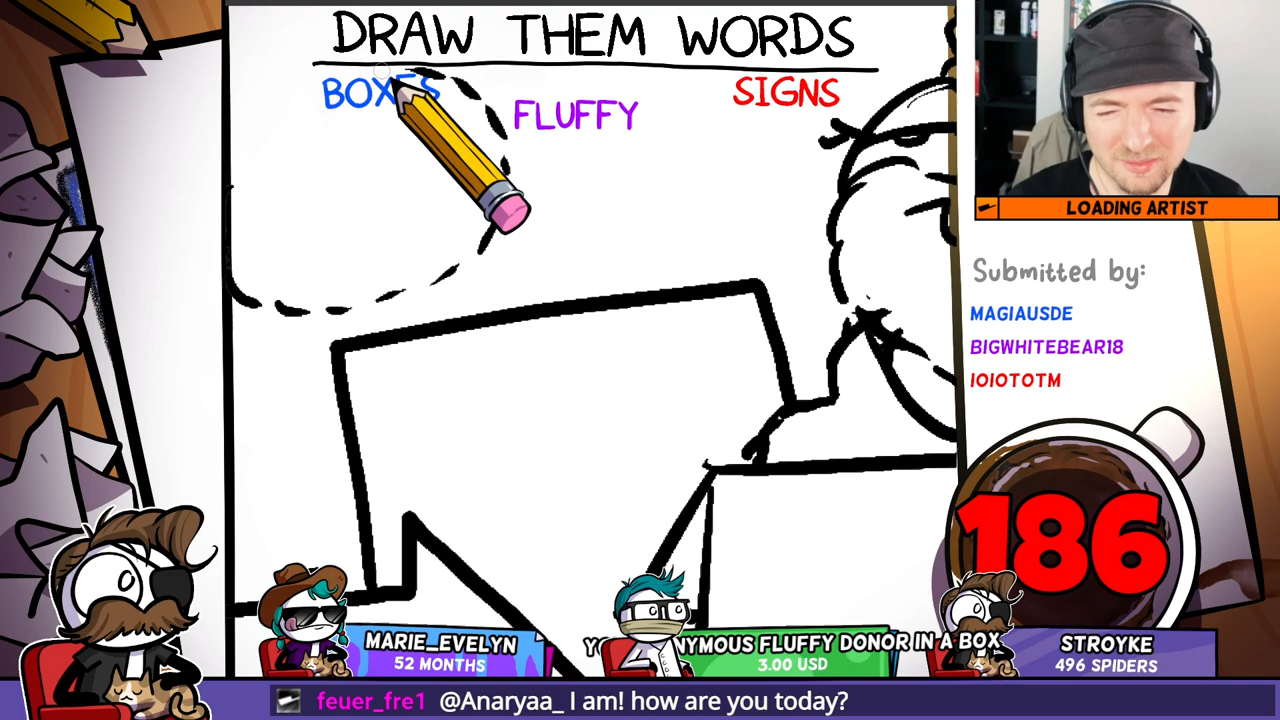 DRAW THEM WORDS
BOXES
FLUFFY
SIGNS
LOADING ARTIST
Submitted by:
MAGIAUSDE
BIGWHITEBEAR18
IOIOTOTM
186
MARIE_EVELYN
52 MONTHS
NYMOUS FLUFFY DONOR IN A BOX
3.00 USD
STROYKE
496 SPIDERS
feuer_fre1 @Anaryaa_ I am! how are you today?